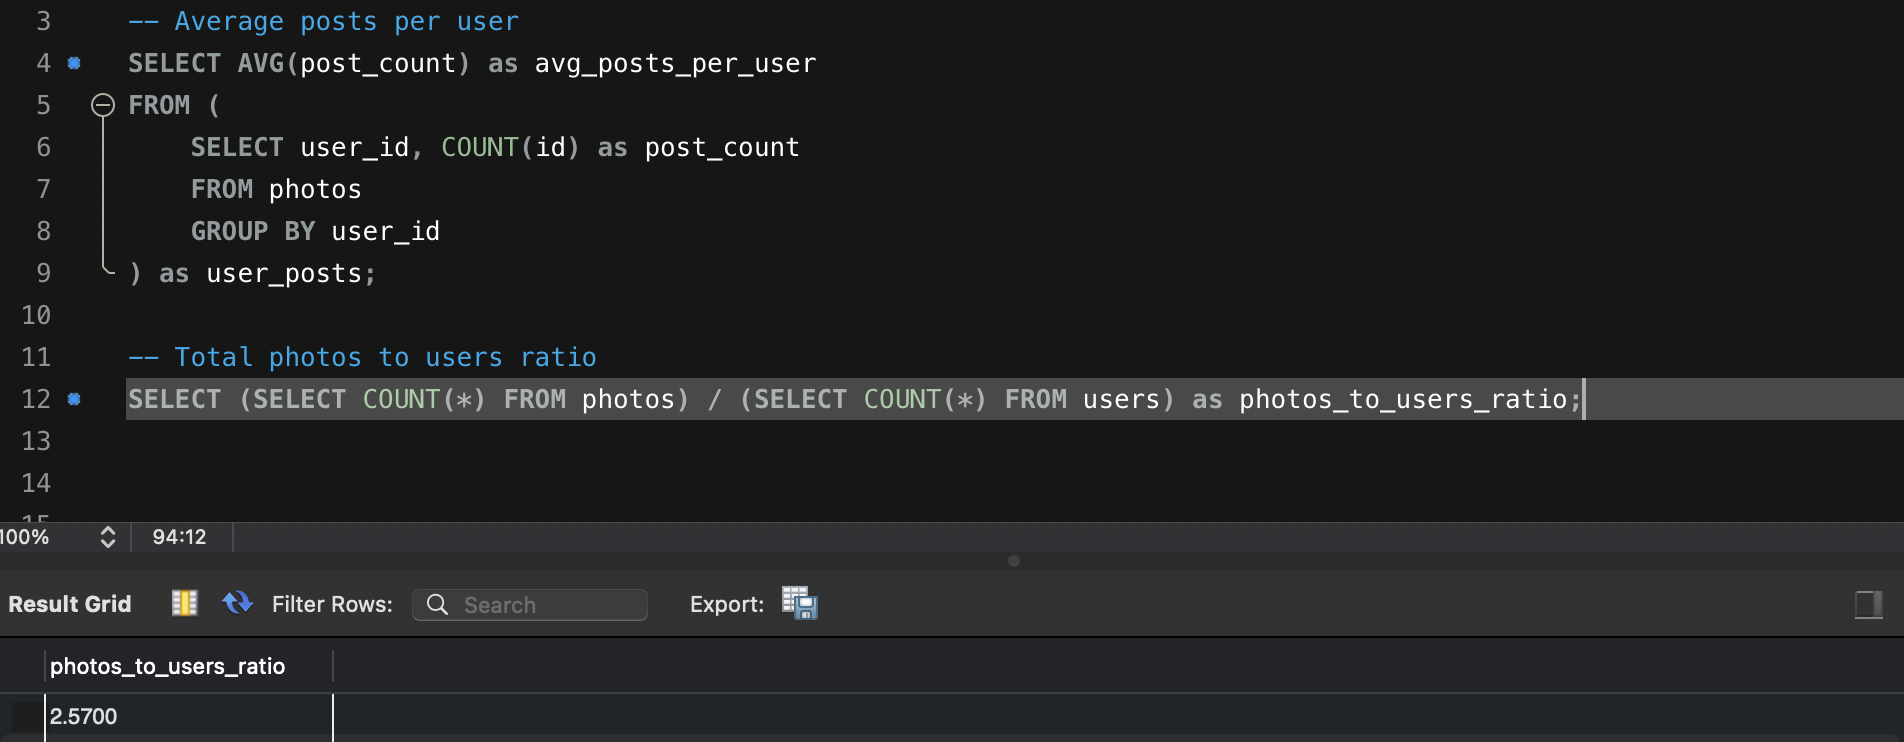 3 -- Average posts per user
4 SELECT AVG(post_count) as avg_posts_per_user
5 FROM (
6 SELECT user_id, COUNT(id) as post_count
7 FROM photos
8 GROUP BY user_id
9 ) as user_posts;
10
11 -- Total photos to users ratio
12 SELECT (SELECT COUNT(*) FROM photos) / (SELECT COUNT(*) FROM users) as photos_to_users_ratio;
13
14
15
100% 94:12
Result Grid Filter Rows: Search Export:
photos_to_users_ratio
2.5700